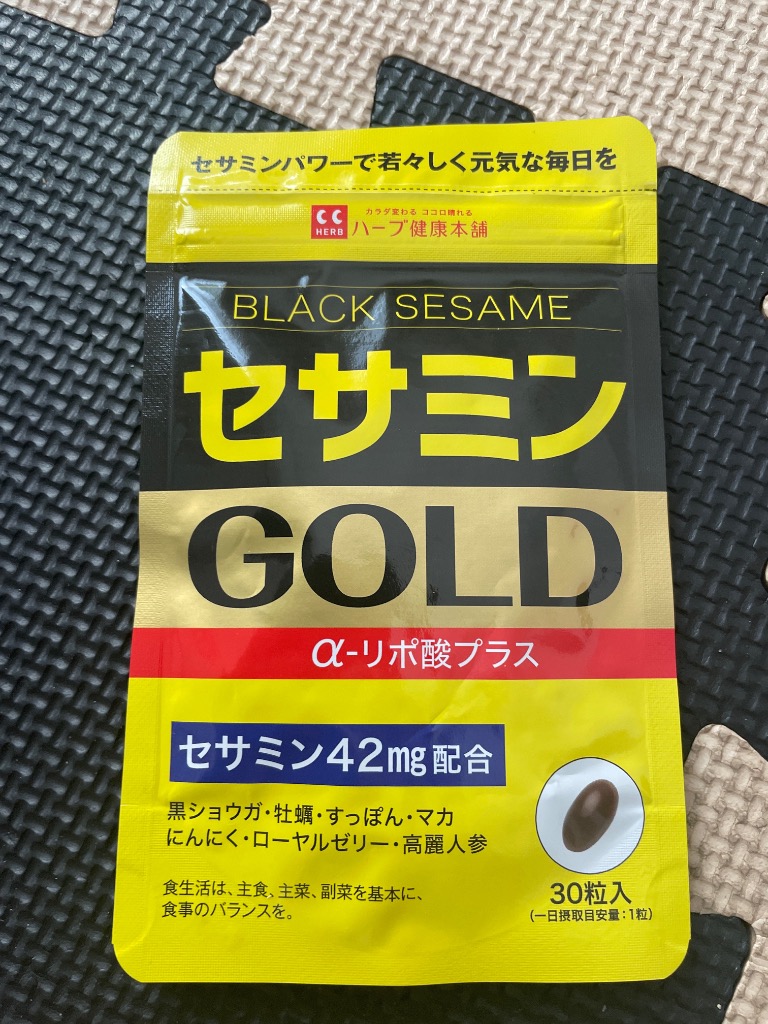 セサミンパワーで若々しく元気な毎日を
CC
HERB
カラダ変わる ココロ晴れる
ハーブ健康本舗
BLACK SESAME
セサミン
GOLD
α-リポ酸プラス
セサミン42mg配合
黒ショウガ・牡蠣・すっぽん・マカ
にんにく・ローヤルゼリー・高麗人参
食生活は、主食、主菜、副菜を基本に、
食事のバランスを。
30粒入
(一日摂取目安量:1粒)